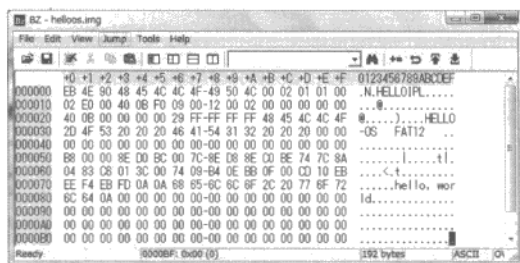 BZ - helloos.img
File Edit View Jump Tools Help
+0 +1 +2 +3 +4 +5 +6 +7 +8 +9 +A +B +C +D +E +F 0123456789ABCDEF
000000 EB 4E 90 48 45 4C 4C 4F-49 50 4C 00 02 01 01 00 .N.HELLOIPL.....
000010 02 E0 00 40 0B F0 09 00-12 00 02 00 00 00 00 00 ...@............
000020 40 0B 00 00 00 00 29 FF-FF FF FF 48 45 4C 4C 4F @.....)....HELLO
000030 2D 4F 53 20 20 20 46 41-54 31 32 20 20 20 00 00 -OS   FAT12   ..
000040 00 00 00 00 00 00 00 00-00 00 00 00 00 00 00 00 ................
000050 B8 00 00 8E D0 BC 00 7C-8E D8 8E C0 BE 74 7C 8A .......|.....t|.
000060 04 83 C6 01 3C 00 74 09-B4 0E BB 0F 00 CD 10 EB ....<.t.........
000070 EE F4 EB FD 0A 0A 68 65-6C 6C 6F 2C 20 77 6F 72 ......hello, wor
000080 6C 64 0A 00 00 00 00 00-00 00 00 00 00 00 00 00 ld..............
000090 00 00 00 00 00 00 00 00-00 00 00 00 00 00 00 00 ................
0000A0 00 00 00 00 00 00 00 00-00 00 00 00 00 00 00 00 ................
0000B0 00 00 00 00 00 00 00 00-00 00 00 00 00 00 00 00 ...............
Ready 0000BF: 0x00 (0) 192 bytes ASCII